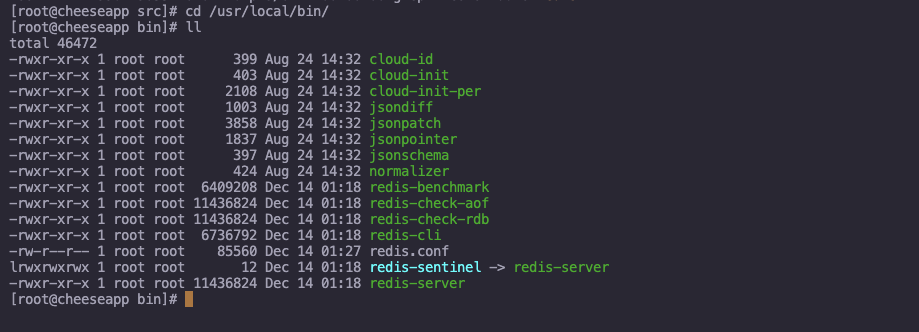 [root@cheeseapp src]# cd /usr/local/bin/
[root@cheeseapp bin]# ll
total 46472
-rwxr-xr-x 1 root root      399 Aug 24 14:32 cloud-id
-rwxr-xr-x 1 root root      403 Aug 24 14:32 cloud-init
-rwxr-xr-x 1 root root     2108 Aug 24 14:32 cloud-init-per
-rwxr-xr-x 1 root root     1003 Aug 24 14:32 jsondiff
-rwxr-xr-x 1 root root     3858 Aug 24 14:32 jsonpatch
-rwxr-xr-x 1 root root     1837 Aug 24 14:32 jsonpointer
-rwxr-xr-x 1 root root      397 Aug 24 14:32 jsonschema
-rwxr-xr-x 1 root root      424 Aug 24 14:32 normalizer
-rwxr-xr-x 1 root root  6409208 Dec 14 01:18 redis-benchmark
-rwxr-xr-x 1 root root 11436824 Dec 14 01:18 redis-check-aof
-rwxr-xr-x 1 root root 11436824 Dec 14 01:18 redis-check-rdb
-rwxr-xr-x 1 root root  6736792 Dec 14 01:18 redis-cli
-rw-r--r-- 1 root root    85560 Dec 14 01:27 redis.conf
lrwxrwxrwx 1 root root       12 Dec 14 01:18 redis-sentinel -> redis-server
-rwxr-xr-x 1 root root 11436824 Dec 14 01:18 redis-server
[root@cheeseapp bin]#